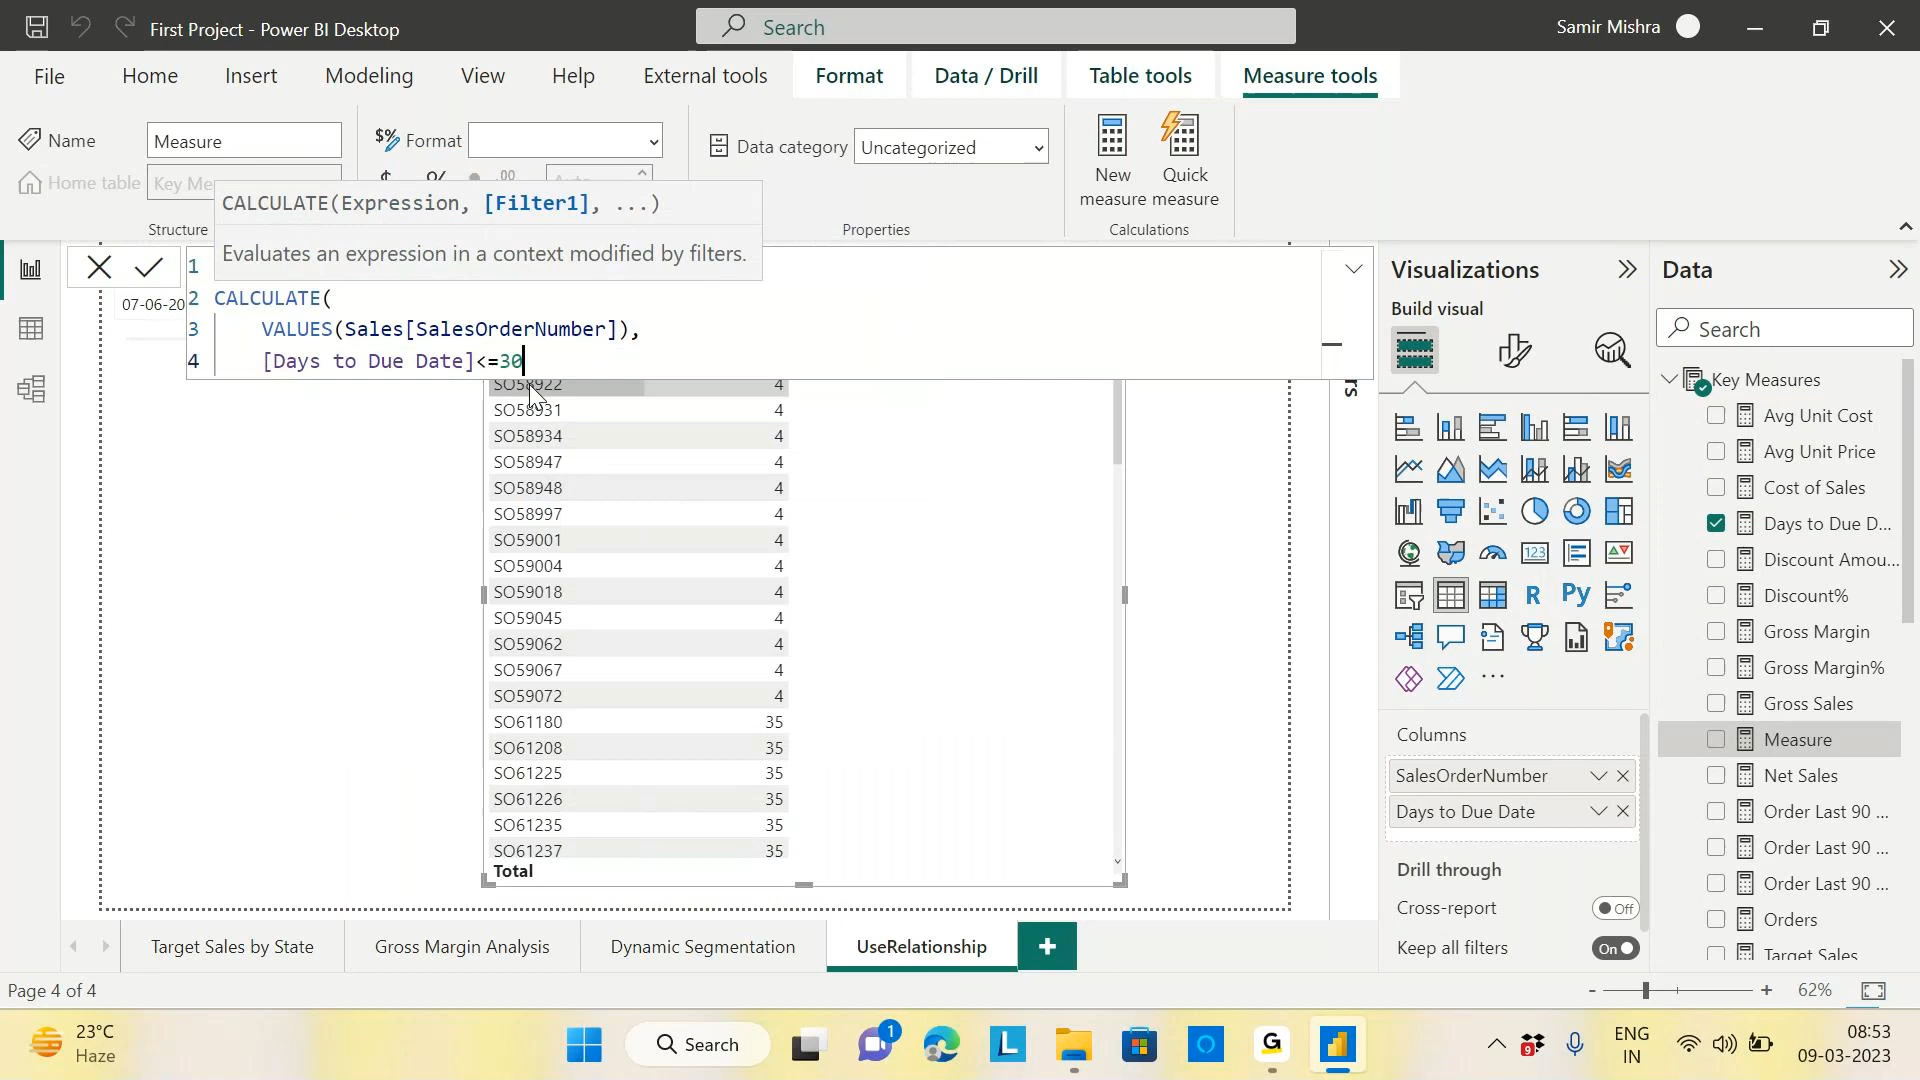 First Project - Power BI Desktop
Search
Samir Mishra
File
Home
Insert
Modeling
View
Help
External tools
Format
Data / Drill
Table tools
Measure tools
Name
Measure
Format
Data category
Uncategorized
New measure
Quick measure
Home table
Key Me
$
%
.00
Auto
Structure
Properties
Calculations
CALCULATE(Expression, [Filter1], ...)
Evaluates an expression in a context modified by filters.
1
2 CALCULATE(
3 VALUES(Sales[SalesOrderNumber]),
4 [Days to Due Date]<=30
07-06-20
SO58922 4
SO58931 4
SO58934 4
SO58947 4
SO58948 4
SO58997 4
SO59001 4
SO59004 4
SO59018 4
SO59045 4
SO59062 4
SO59067 4
SO59072 4
SO61180 35
SO61208 35
SO61225 35
SO61226 35
SO61235 35
SO61237 35
Total
rs
Visualizations
Build visual
123
R
Py
...
Columns
SalesOrderNumber
Days to Due Date
Drill through
Cross-report
Off
Keep all filters
On
Data
Search
Key Measures
Avg Unit Cost
Avg Unit Price
Cost of Sales
Days to Due D...
Discount Amou...
Discount%
Gross Margin
Gross Margin%
Gross Sales
Measure
Net Sales
Order Last 90 ...
Order Last 90 ...
Order Last 90 ...
Orders
Target Sales
Target Sales by State
Gross Margin Analysis
Dynamic Segmentation
UseRelationship
+
Page 4 of 4
- + 62%
23°C
Haze
Search
1
L
G
9
ENG
IN
08:53
09-03-2023